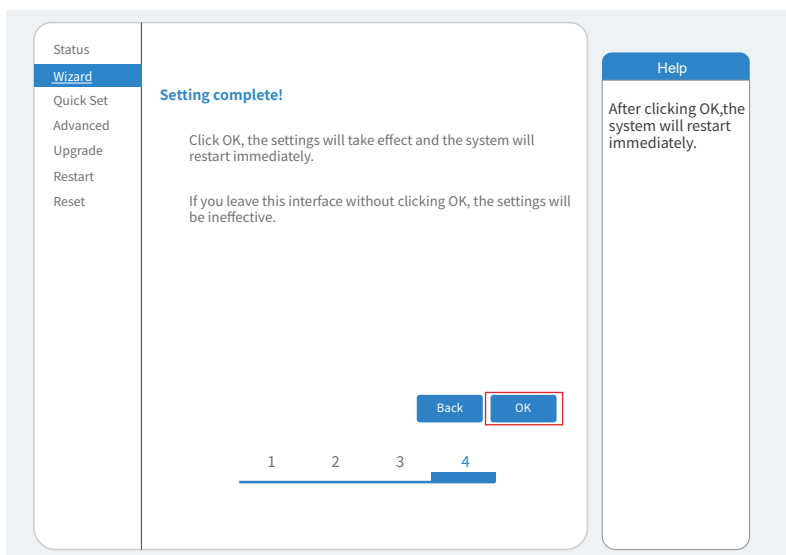 Status
Wizard
Quick Set
Advanced
Upgrade
Restart
Reset
Setting complete!
Click OK, the settings will take effect and the system will
restart immediately.
If you leave this interface without clicking OK, the settings will
be ineffective.
Back
OK
1 2 3 4
Help
After clicking OK,the
system will restart
immediately.